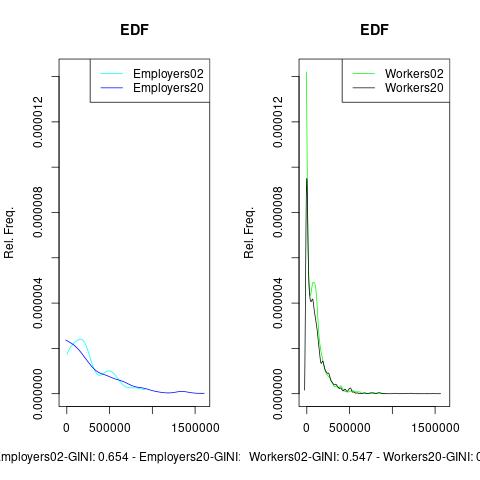 EDF
Employers02
Employers20
Rel. Freq.
0.000000
0.000004
0.000008
0.000012
0
500000
1500000
mployers02-GINI: 0.654 - Employers20-GINI:
EDF
Workers02
Workers20
Rel. Freq.
0.000000
0.000004
0.000008
0.000012
0
500000
1500000
Workers02-GINI: 0.547 - Workers20-GINI: 0